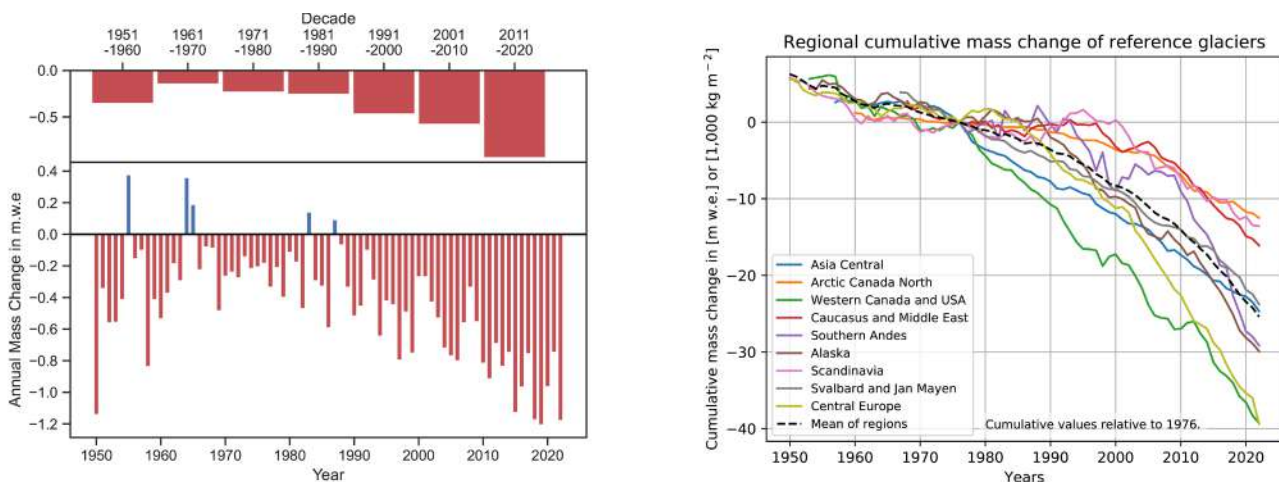 Decade
1951 1961 1971 1981 1991 2001 2011
-1960 -1970 -1980 -1990 -2000 -2010 -2020
0.0
−0.5
0.4
0.2
0.0
−0.2
−0.4
−0.6
−0.8
−1.0
−1.2
Annual Mass Change in m.w.e
1950 1960 1970 1980 1990 2000 2010 2020
Year
Regional cumulative mass change of reference glaciers
Cumulative mass change [m w.e.] or [1,000 kg m−2]
0
−10
−20
−30
−40
Asia Central
Arctic Canada North
Western Canada and USA
Caucasus and Middle East
Southern Andes
Alaska
Scandinavia
Svalbard and Jan Mayen
Central Europe
Mean of regions
Cumulative values relative to 1976.
1950 1960 1970 1980 1990 2000 2010 2020
Years